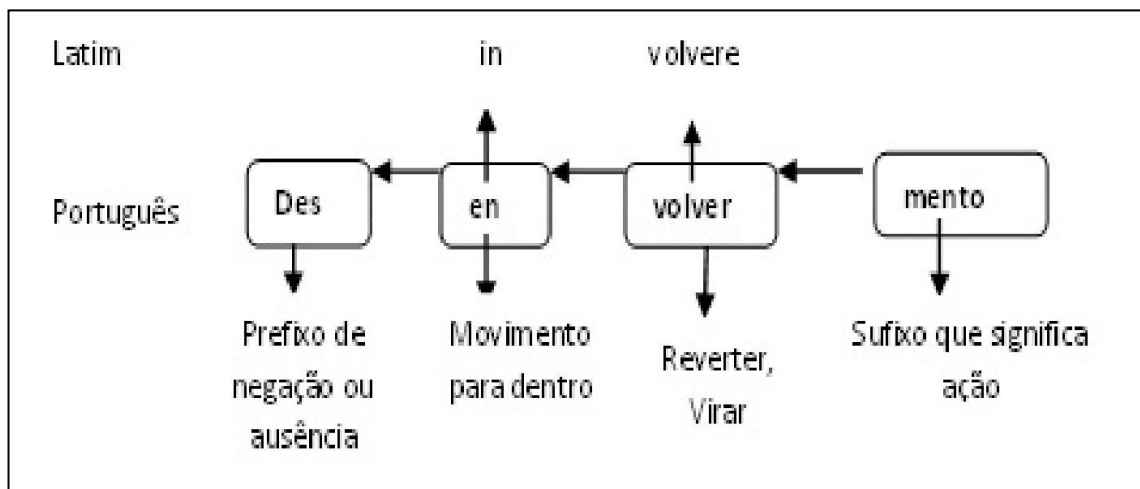 Latim in volvere
Português Des en volver mento
Prefixo de negação ou ausência
Movimento para dentro
Reverter, Virar
Sufixo que significa ação